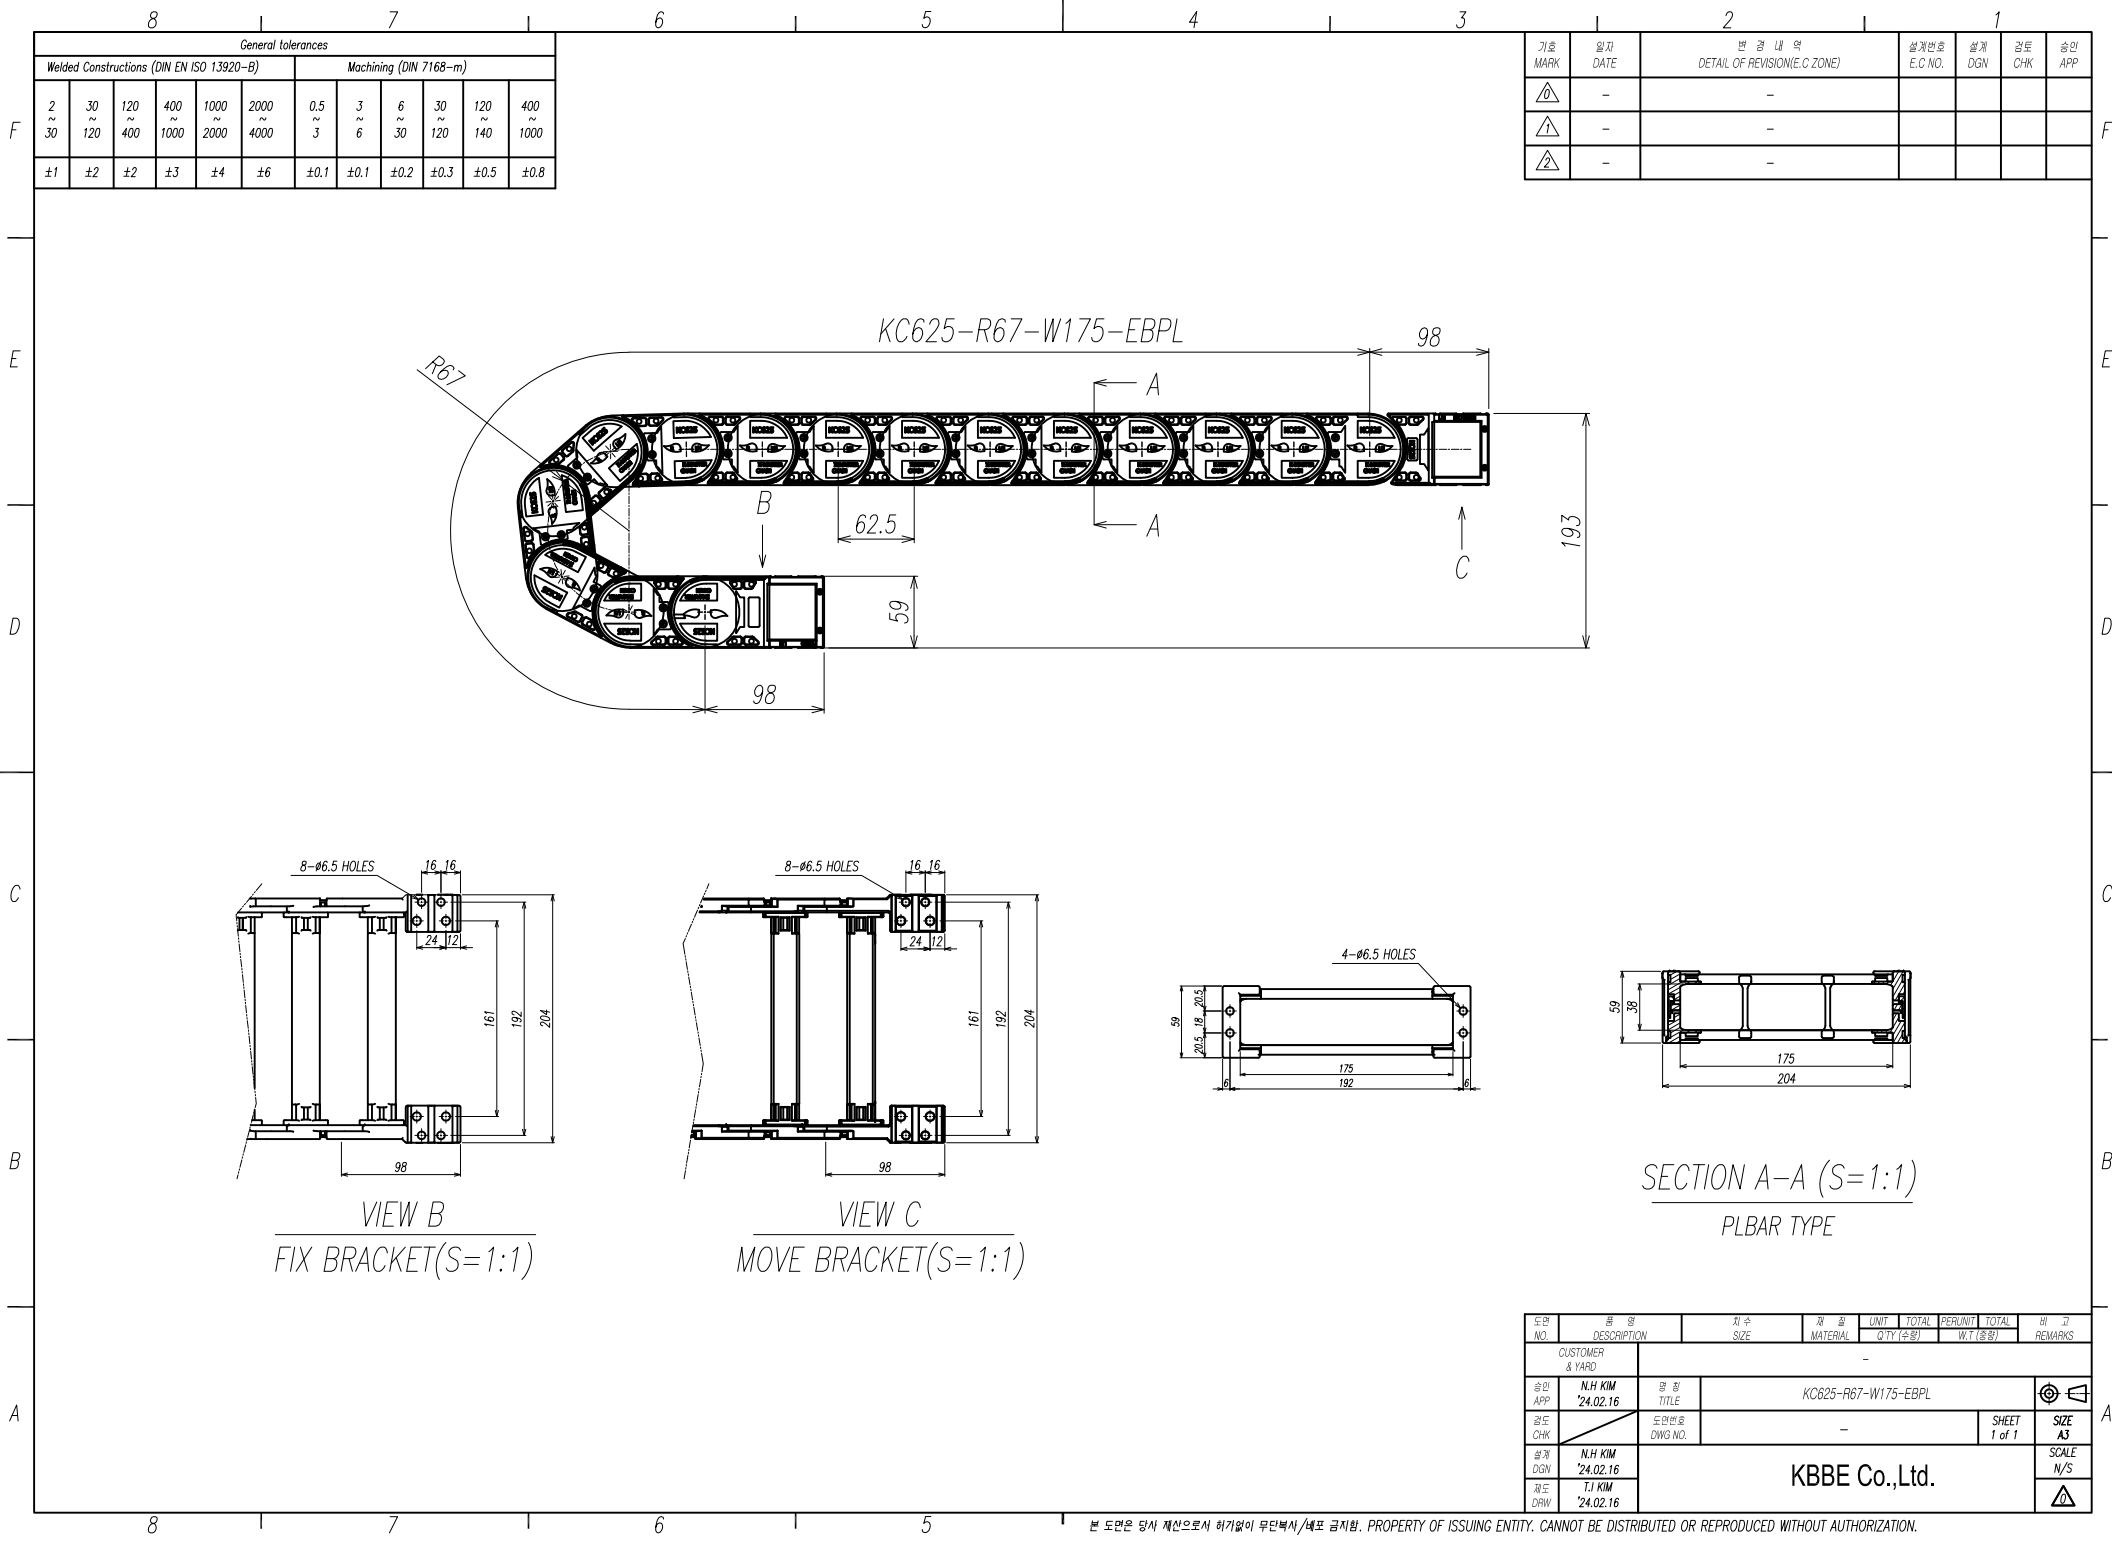 8 7 6 5 4 3 2 1
F
E
D
C
B
A
General tolerances
Welded Constructions (DIN EN ISO 13920-B) Machining (DIN 7168-m)
2 30 120 400 1000 2000 0.5 3 6 30 120 400
~ ~ ~ ~ ~ ~ ~ ~ ~ ~ ~ ~
30 120 400 1000 2000 4000 3 6 30 120 140 1000
±1 ±2 ±2 ±3 ±4 ±6 ±0.1 ±0.1 ±0.2 ±0.3 ±0.5 ±0.8
기호 일자 변 경 내 역 설계번호 설계 검토 승인
MARK DATE DETAIL OF REVISION(E.C ZONE) E.C NO. DGN CHK APP
0 - -
1 - -
2 - -
F
E
D
C
B
A
KC625-R67-W175-EBPL
98
R67
A
A
B
C
62.5
59
193
98
8-ø6.5 HOLES
16 16
24 12
161
192
204
98
VIEW B
FIX BRACKET(S=1:1)
8-ø6.5 HOLES
16 16
24 12
161
192
204
98
VIEW C
MOVE BRACKET(S=1:1)
4-ø6.5 HOLES
59
20.5
18
20.5
175
6 192 6
59
38
175
204
SECTION A-A (S=1:1)
PLBAR TYPE
도면 품 명 치 수 재 질 UNIT TOTAL PERUNIT TOTAL 비 고
NO. DESCRIPTION SIZE MATERIAL Q'TY (수량) W.T (중량) REMARKS
CUSTOMER
& YARD
-
승인 N.H KIM 명 칭
APP '24.02.16 TITLE
KC625-R67-W175-EBPL
검도 도면번호 SHEET SIZE
CHK DWG NO. - 1 of 1 A3
설계 N.H KIM SCALE
DGN '24.02.16 N/S
KBBE Co.,Ltd.
제도 T.I KIM
DRW '24.02.16
0
8 7 6 5
본 도면은 당사 재산으로서 허가없이 무단복사/배포 금지함. PROPERTY OF ISSUING ENTITY. CANNOT BE DISTRIBUTED OR REPRODUCED WITHOUT AUTHORIZATION.